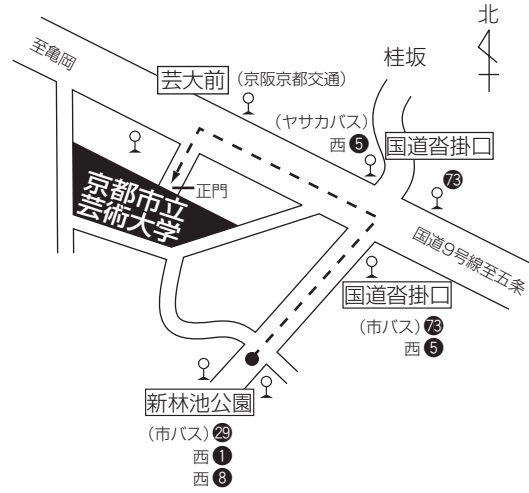 北
至亀岡
芸大前
(京阪京都交通)
桂坂
(ヤサカバス)
西5
国道沓掛口
73
正門
京都市立
芸術大学
国道9号線至五条
国道沓掛口
(市バス)73
西5
新林池公園
(市バス)29
西1
西8